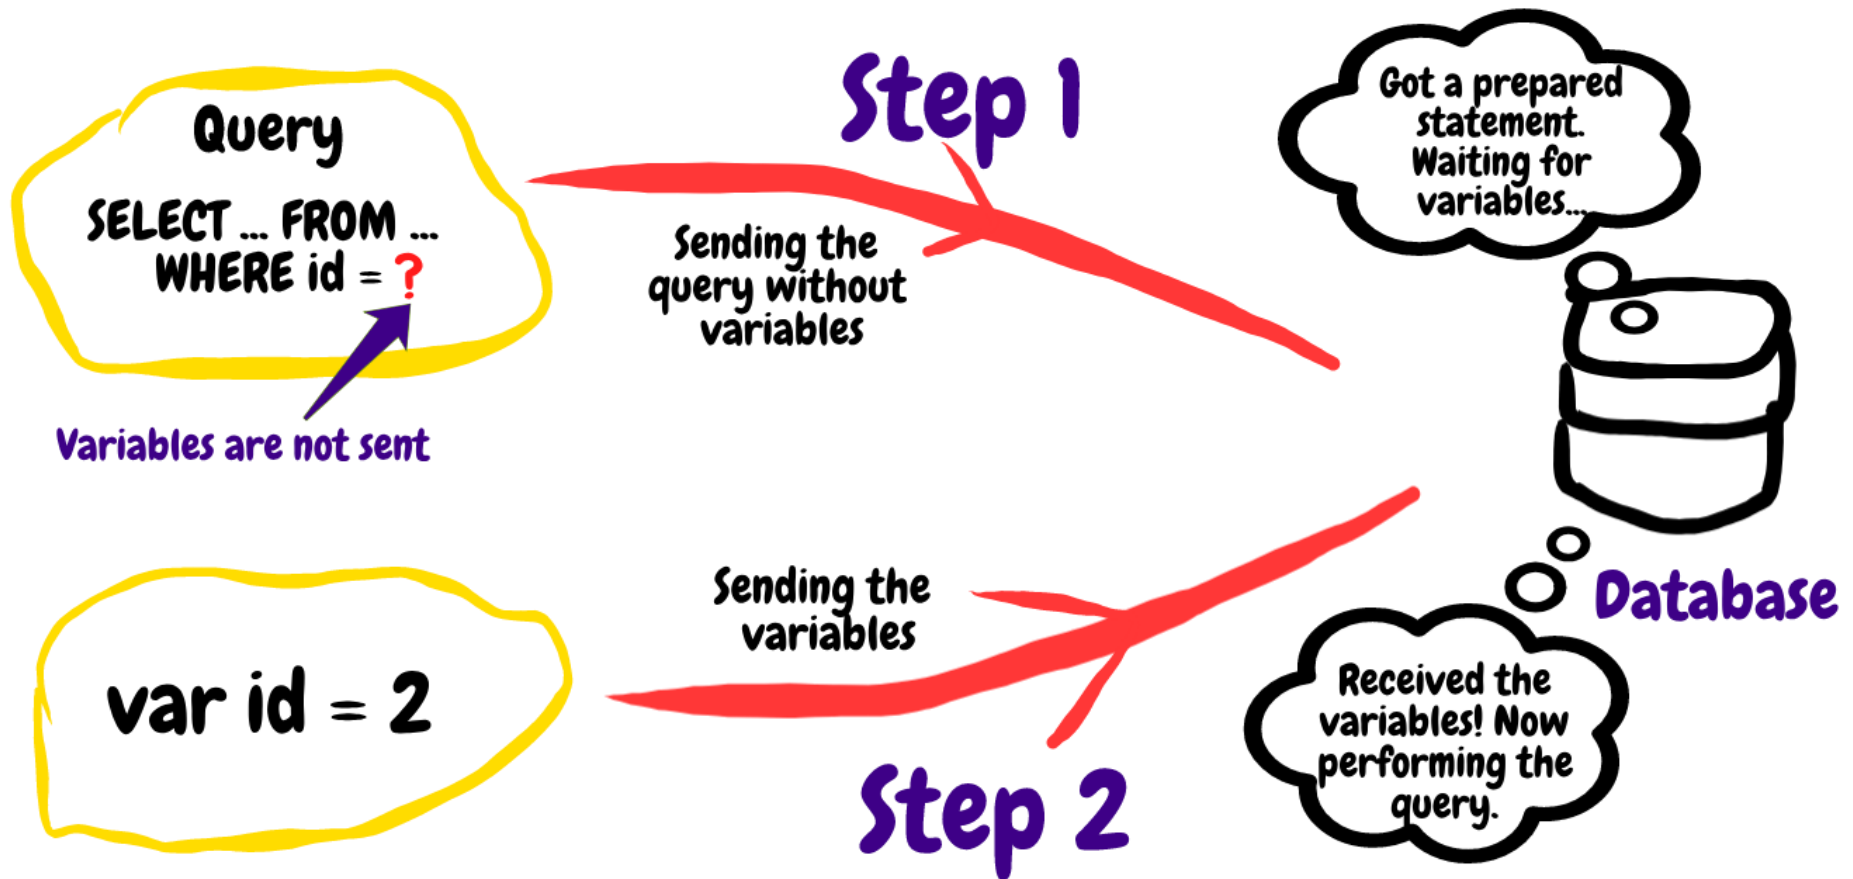 Query
SELECT ... FROM ...
WHERE id = ?
Variables are not sent
Step 1
Sending the
query without
variables
Got a prepared
statement.
Waiting for
variables...
var id = 2
Sending the
variables
Step 2
Database
Received the
variables! Now
performing the
query.